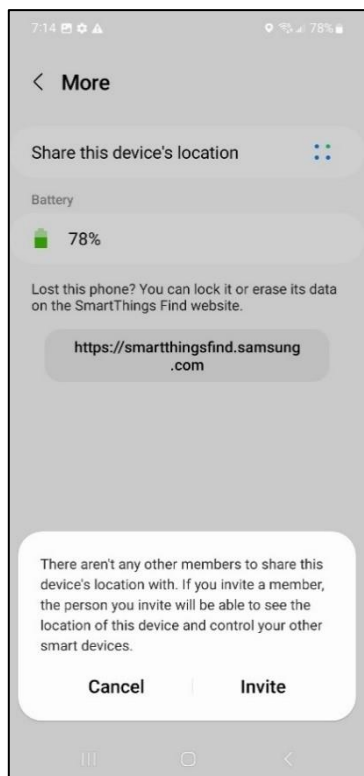 7:14 78%
More
Share this device's location
Battery
78%
Lost this phone? You can lock it or erase its data
on the SmartThings Find website.
https://smartthingsfind.samsung
.com
There aren't any other members to share this
device's location with. If you invite a member,
the person you invite will be able to see the
location of this device and control your other
smart devices.
Cancel Invite